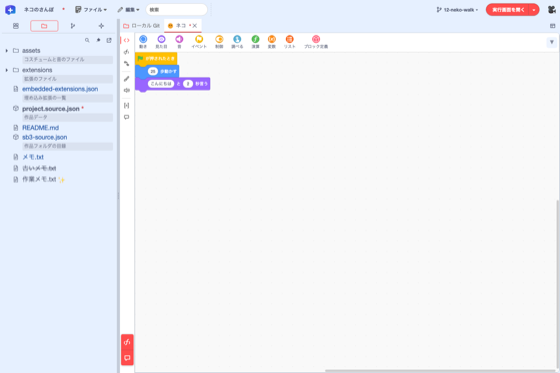 ネコのさんぽ * ファイル 編集 検索 12-neko-walk 実行画面を開く
ローカル Git ネコ * ×
assets
コスチュームと音のファイル
extensions
拡張のファイル
embedded-extensions.json
埋め込み拡張の一覧
project.source.json *
作品データ
README.md
sb3-source.json
作品フォルダの目録
メモ.txt
古いメモ.txt
作業メモ.txt ✨
動き 見た目 音 イベント 制御 調べる 演算 変数 リスト ブロック定義
が押されたとき
歩動かす
こんにちは と 2 秒言う